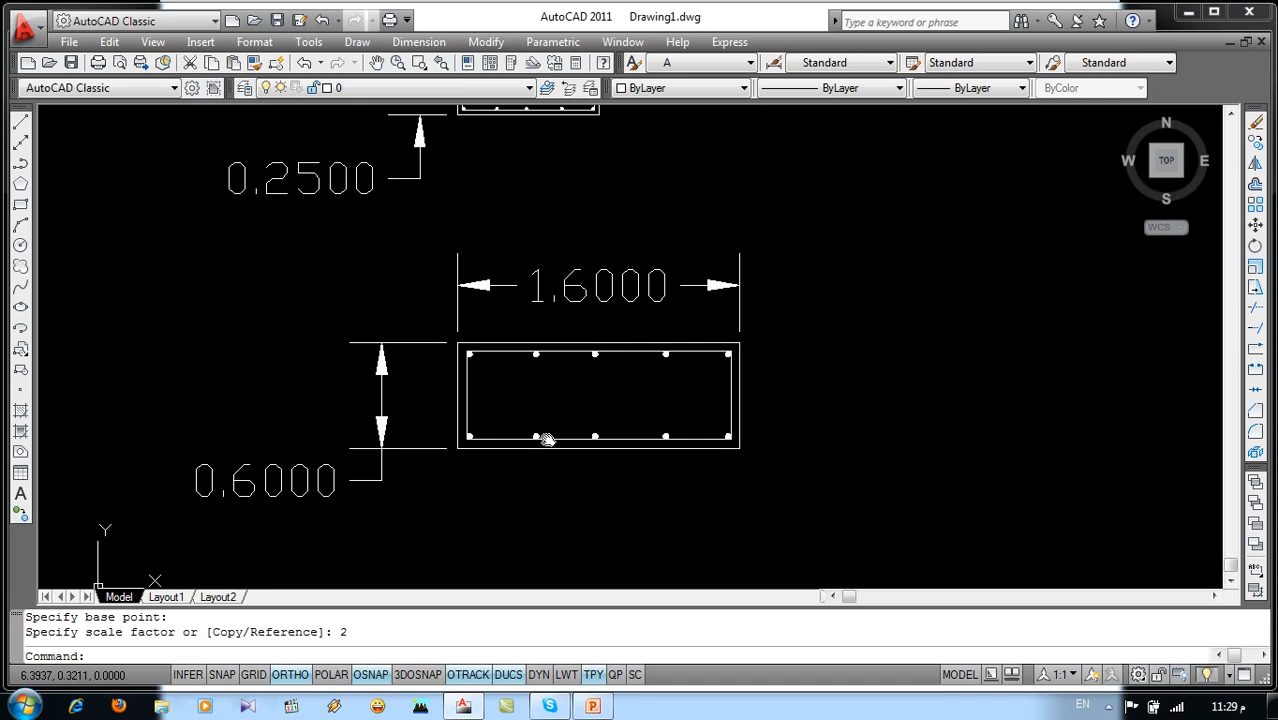 AutoCAD Classic
AutoCAD 2011 Drawing1.dwg
Type a keyword or phrase
File Edit View Insert Format Tools Draw Dimension Modify Parametric Window Help Express
A Standard Standard Standard
AutoCAD Classic 0 ByLayer ByLayer ByLayer ByColor
N
W TOP E
S
WCS
0.2500
1.6000
0.6000
Y
X
Model Layout1 Layout2
Specify base point:
Specify scale factor or [Copy/Reference]: 2
Command:
6.3937, 0.3211, 0.0000 INFER SNAP GRID ORTHO POLAR OSNAP 3DOSNAP OTRACK DUCS DYN LWT TPY QP SC MODEL 1:1
EN 11:29 م